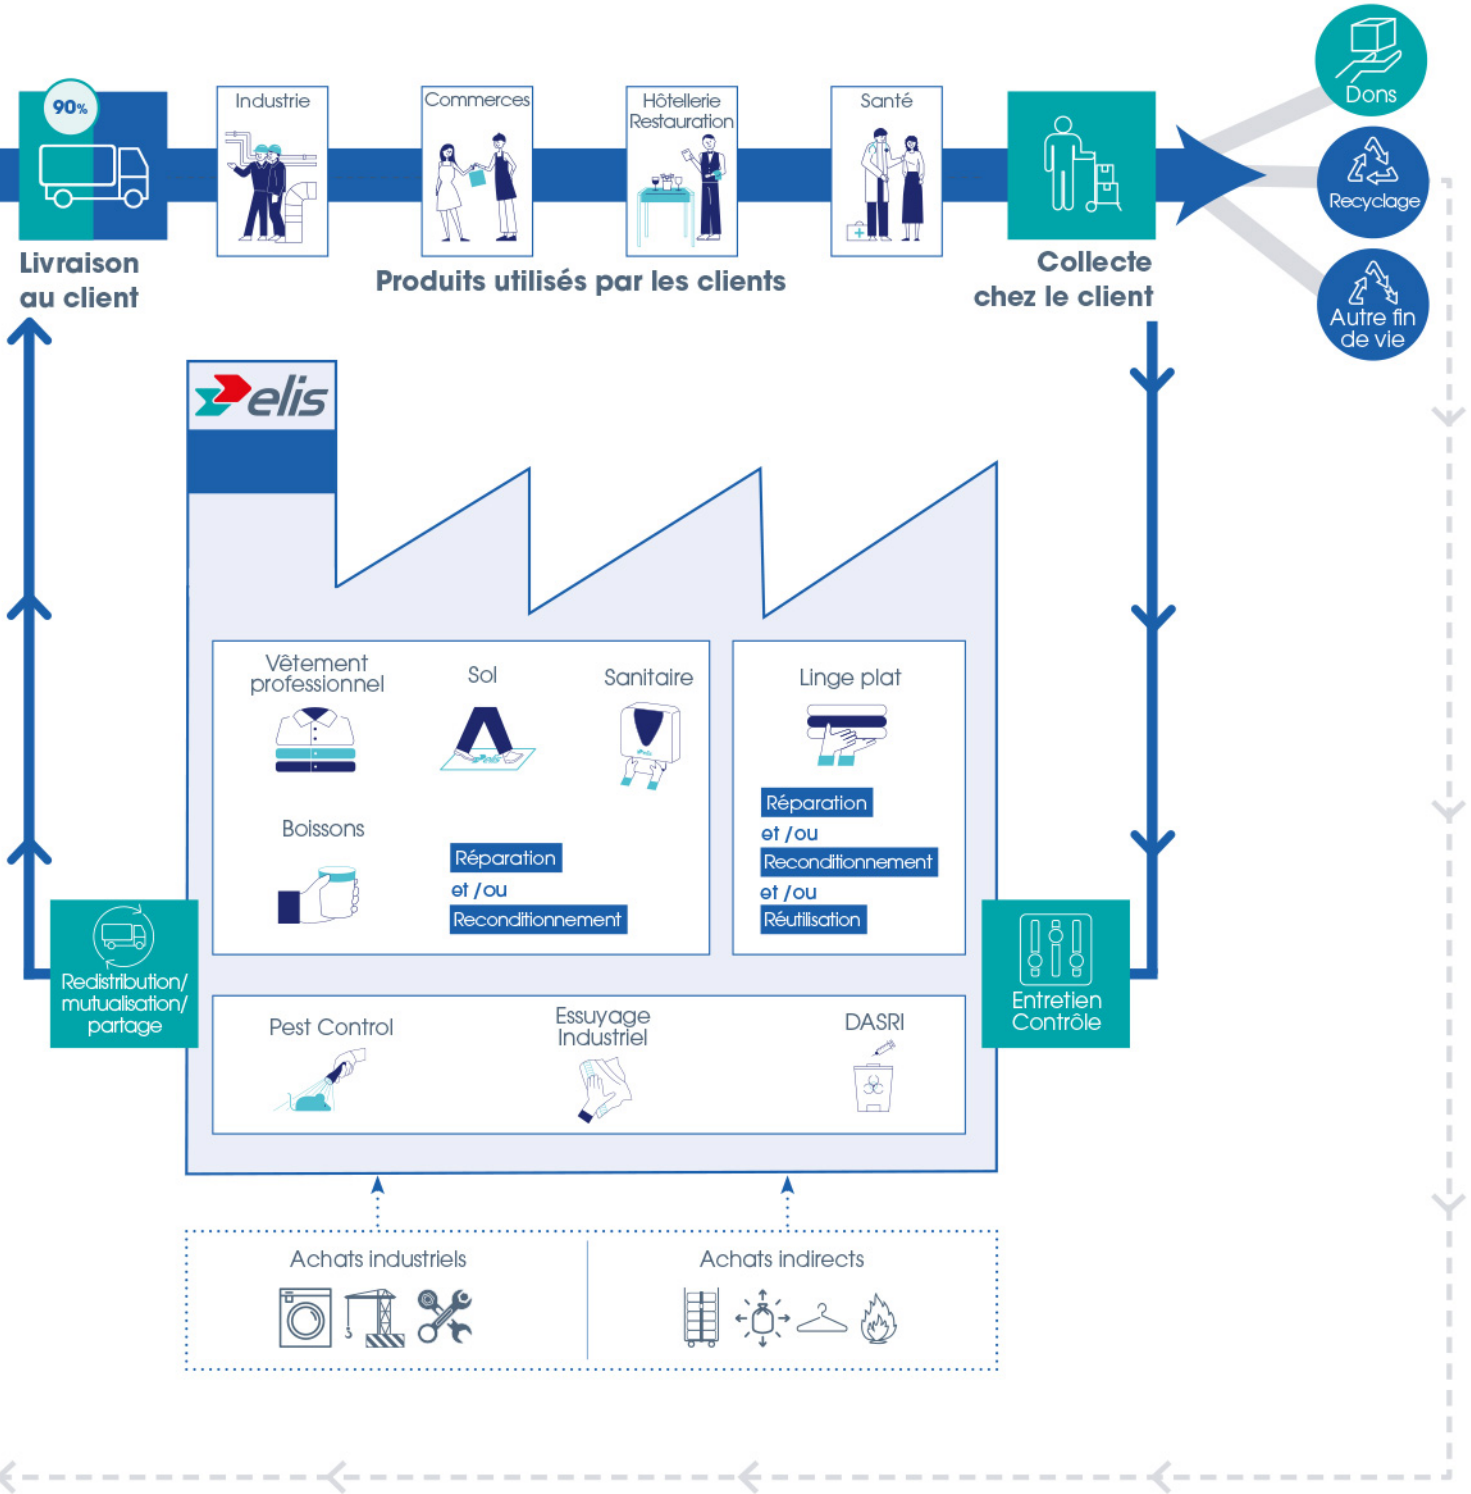 Dons
90%
Industrie
Commerces
Hôtellerie
Restauration
Santé
Recyclage
Livraison
au client
Produits utilisés par les clients
Collecte
chez le client
Autre fin
de vie
elis
Vêtement
professionnel
Sol
Sanitaire
Linge plat
Boissons
Réparation
et /ou
Reconditionnement
Réparation
et /ou
Reconditionnement
et /ou
Réutilisation
Redistribution/
mutualisation/
partage
Entretien
Contrôle
Pest Control
Essuyage
Industriel
DASRI
Achats industriels
Achats indirects